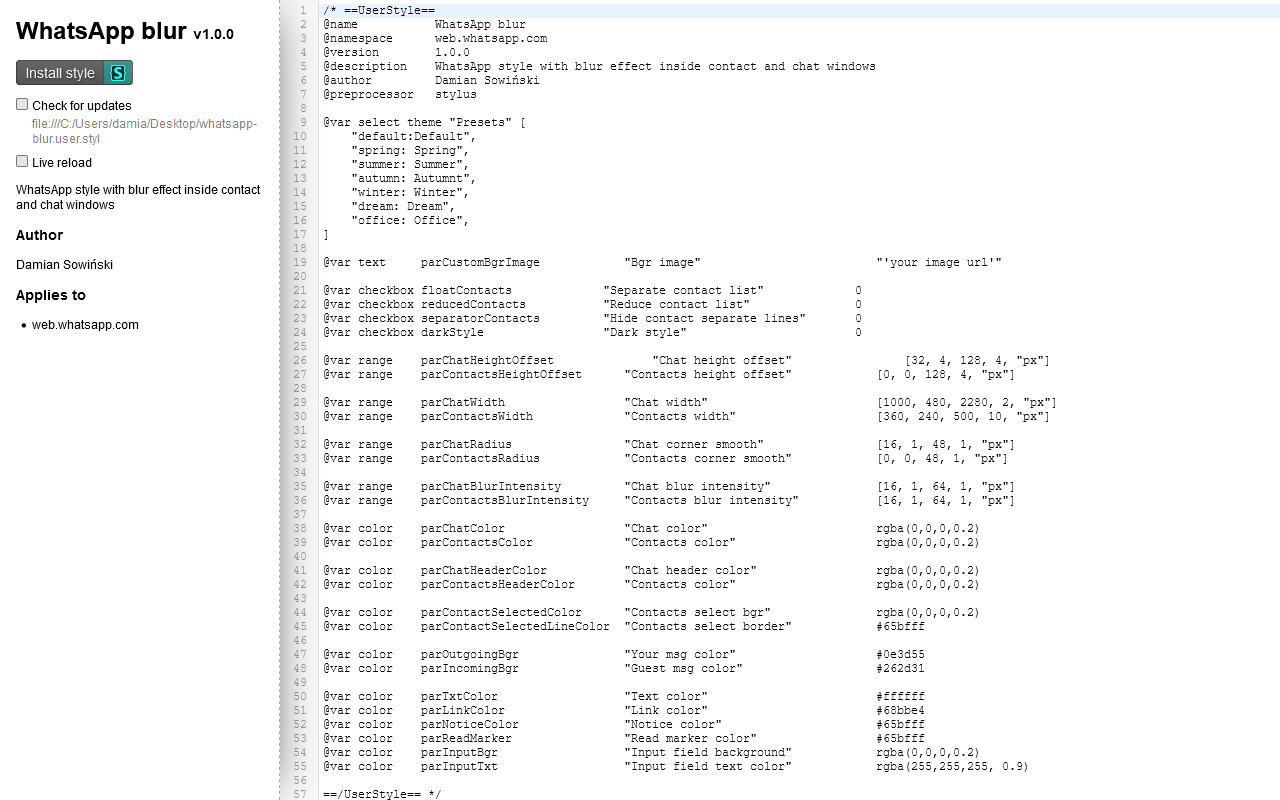 WhatsApp blur v1.0.0
Install style S
Check for updates
file:///C:/Users/damia/Desktop/whatsapp-
blur.user.styl
Live reload
WhatsApp style with blur effect inside contact
and chat windows
Author
Damian Sowiński
Applies to
• web.whatsapp.com
1 /* ==UserStyle==
2 @name WhatsApp blur
3 @namespace web.whatsapp.com
4 @version 1.0.0
5 @description WhatsApp style with blur effect inside contact and chat windows
6 @author Damian Sowiński
7 @preprocessor stylus
8
9 @var select theme "Presets" [
10 "default:Default",
11 "spring: Spring",
12 "summer: Summer",
13 "autumn: Autumnt",
14 "winter: Winter",
15 "dream: Dream",
16 "office: Office",
17 ]
18
19 @var text parCustomBgrImage "Bgr image" "'your image url'"
20
21 @var checkbox floatContacts "Separate contact list" 0
22 @var checkbox reducedContacts "Reduce contact list" 0
23 @var checkbox separatorContacts "Hide contact separate lines" 0
24 @var checkbox darkStyle "Dark style" 0
25
26 @var range parChatHeightOffset "Chat height offset" [32, 4, 128, 4, "px"]
27 @var range parContactsHeightOffset "Contacts height offset" [0, 0, 128, 4, "px"]
28
29 @var range parChatWidth "Chat width" [1000, 480, 2280, 2, "px"]
30 @var range parContactsWidth "Contacts width" [360, 240, 500, 10, "px"]
31
32 @var range parChatRadius "Chat corner smooth" [16, 1, 48, 1, "px"]
33 @var range parContactsRadius "Contacts corner smooth" [0, 0, 48, 1, "px"]
34
35 @var range parChatBlurIntensity "Chat blur intensity" [16, 1, 64, 1, "px"]
36 @var range parContactsBlurIntensity "Contacts blur intensity" [16, 1, 64, 1, "px"]
37
38 @var color parChatColor "Chat color" rgba(0,0,0,0.2)
39 @var color parContactsColor "Contacts color" rgba(0,0,0,0.2)
40
41 @var color parChatHeaderColor "Chat header color" rgba(0,0,0,0.2)
42 @var color parContactsHeaderColor "Contacts color" rgba(0,0,0,0.2)
43
44 @var color parContactSelectedColor "Contacts select bgr" rgba(0,0,0,0.2)
45 @var color parContactSelectedLineColor "Contacts select border" #65bfff
46
47 @var color parOutgoingBgr "Your msg color" #0e3d55
48 @var color parIncomingBgr "Guest msg color" #262d31
49
50 @var color parTxtColor "Text color" #ffffff
51 @var color parLinkColor "Link color" #68bbe4
52 @var color parNoticeColor "Notice color" #65bfff
53 @var color parReadMarker "Read marker color" #65bfff
54 @var color parInputBgr "Input field background" rgba(0,0,0,0.2)
55 @var color parInputTxt "Input field text color" rgba(255,255,255, 0.9)
56
57 ==/UserStyle== */